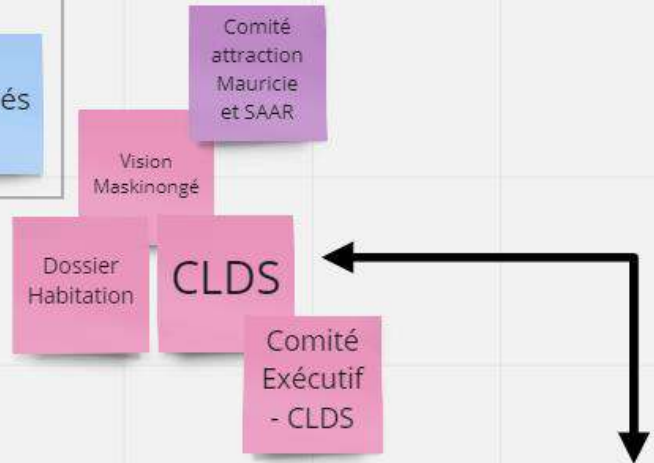 és
Comité
attraction
Mauricie
et SAAR
Vision
Maskinongé
Dossier
Habitation
CLDS
Comité
Exécutif
- CLDS